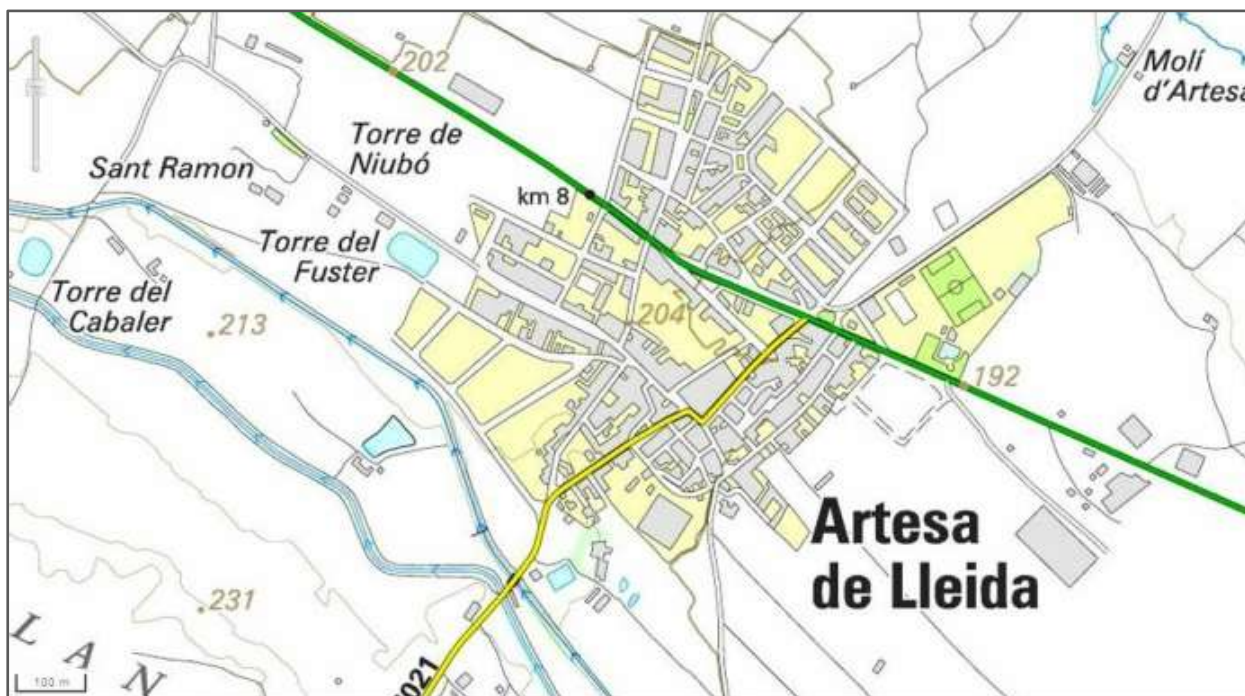 202
Molí
d'Artesa
Torre de
Niubó
Sant Ramon
km 8
Torre del
Fuster
Torre del
Cabaler
213
204
192
Artesa
de Lleida
231
L A N
021
100 m